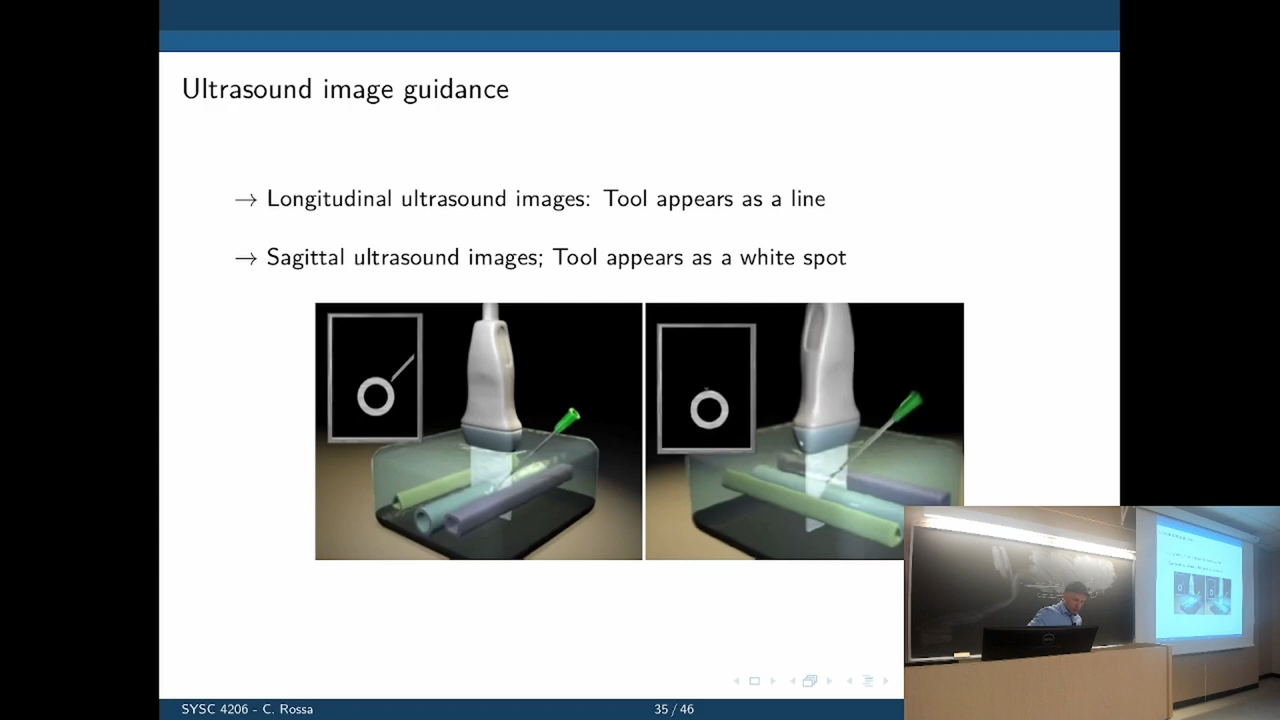 Ultrasound image guidance
→ Longitudinal ultrasound images: Tool appears as a line
→ Sagittal ultrasound images; Tool appears as a white spot
SYSC 4206 - C. Rossa
35 / 46